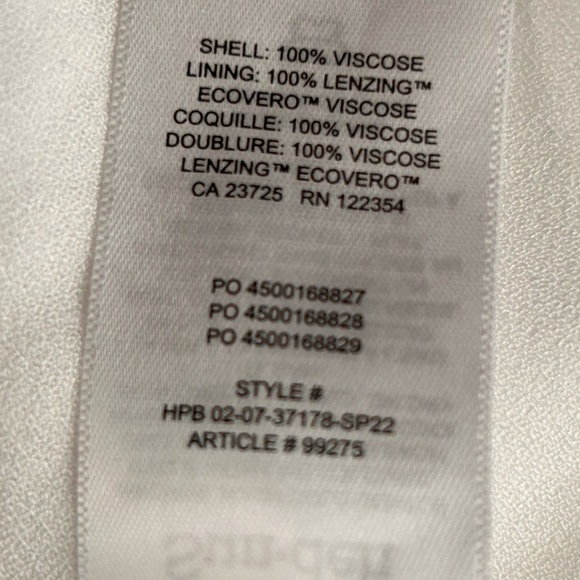 SHELL: 100% VISCOSE
LINING: 100% LENZING™
ECOVERO™ VISCOSE
COQUILLE: 100% VISCOSE
DOUBLURE: 100% VISCOSE
LENZING™ ECOVERO™
CA 23725 RN 122354
PO 4500168827
PO 4500168828
PO 4500168829
STYLE #
HPB 02-07-37178-SP22
ARTICLE # 99275